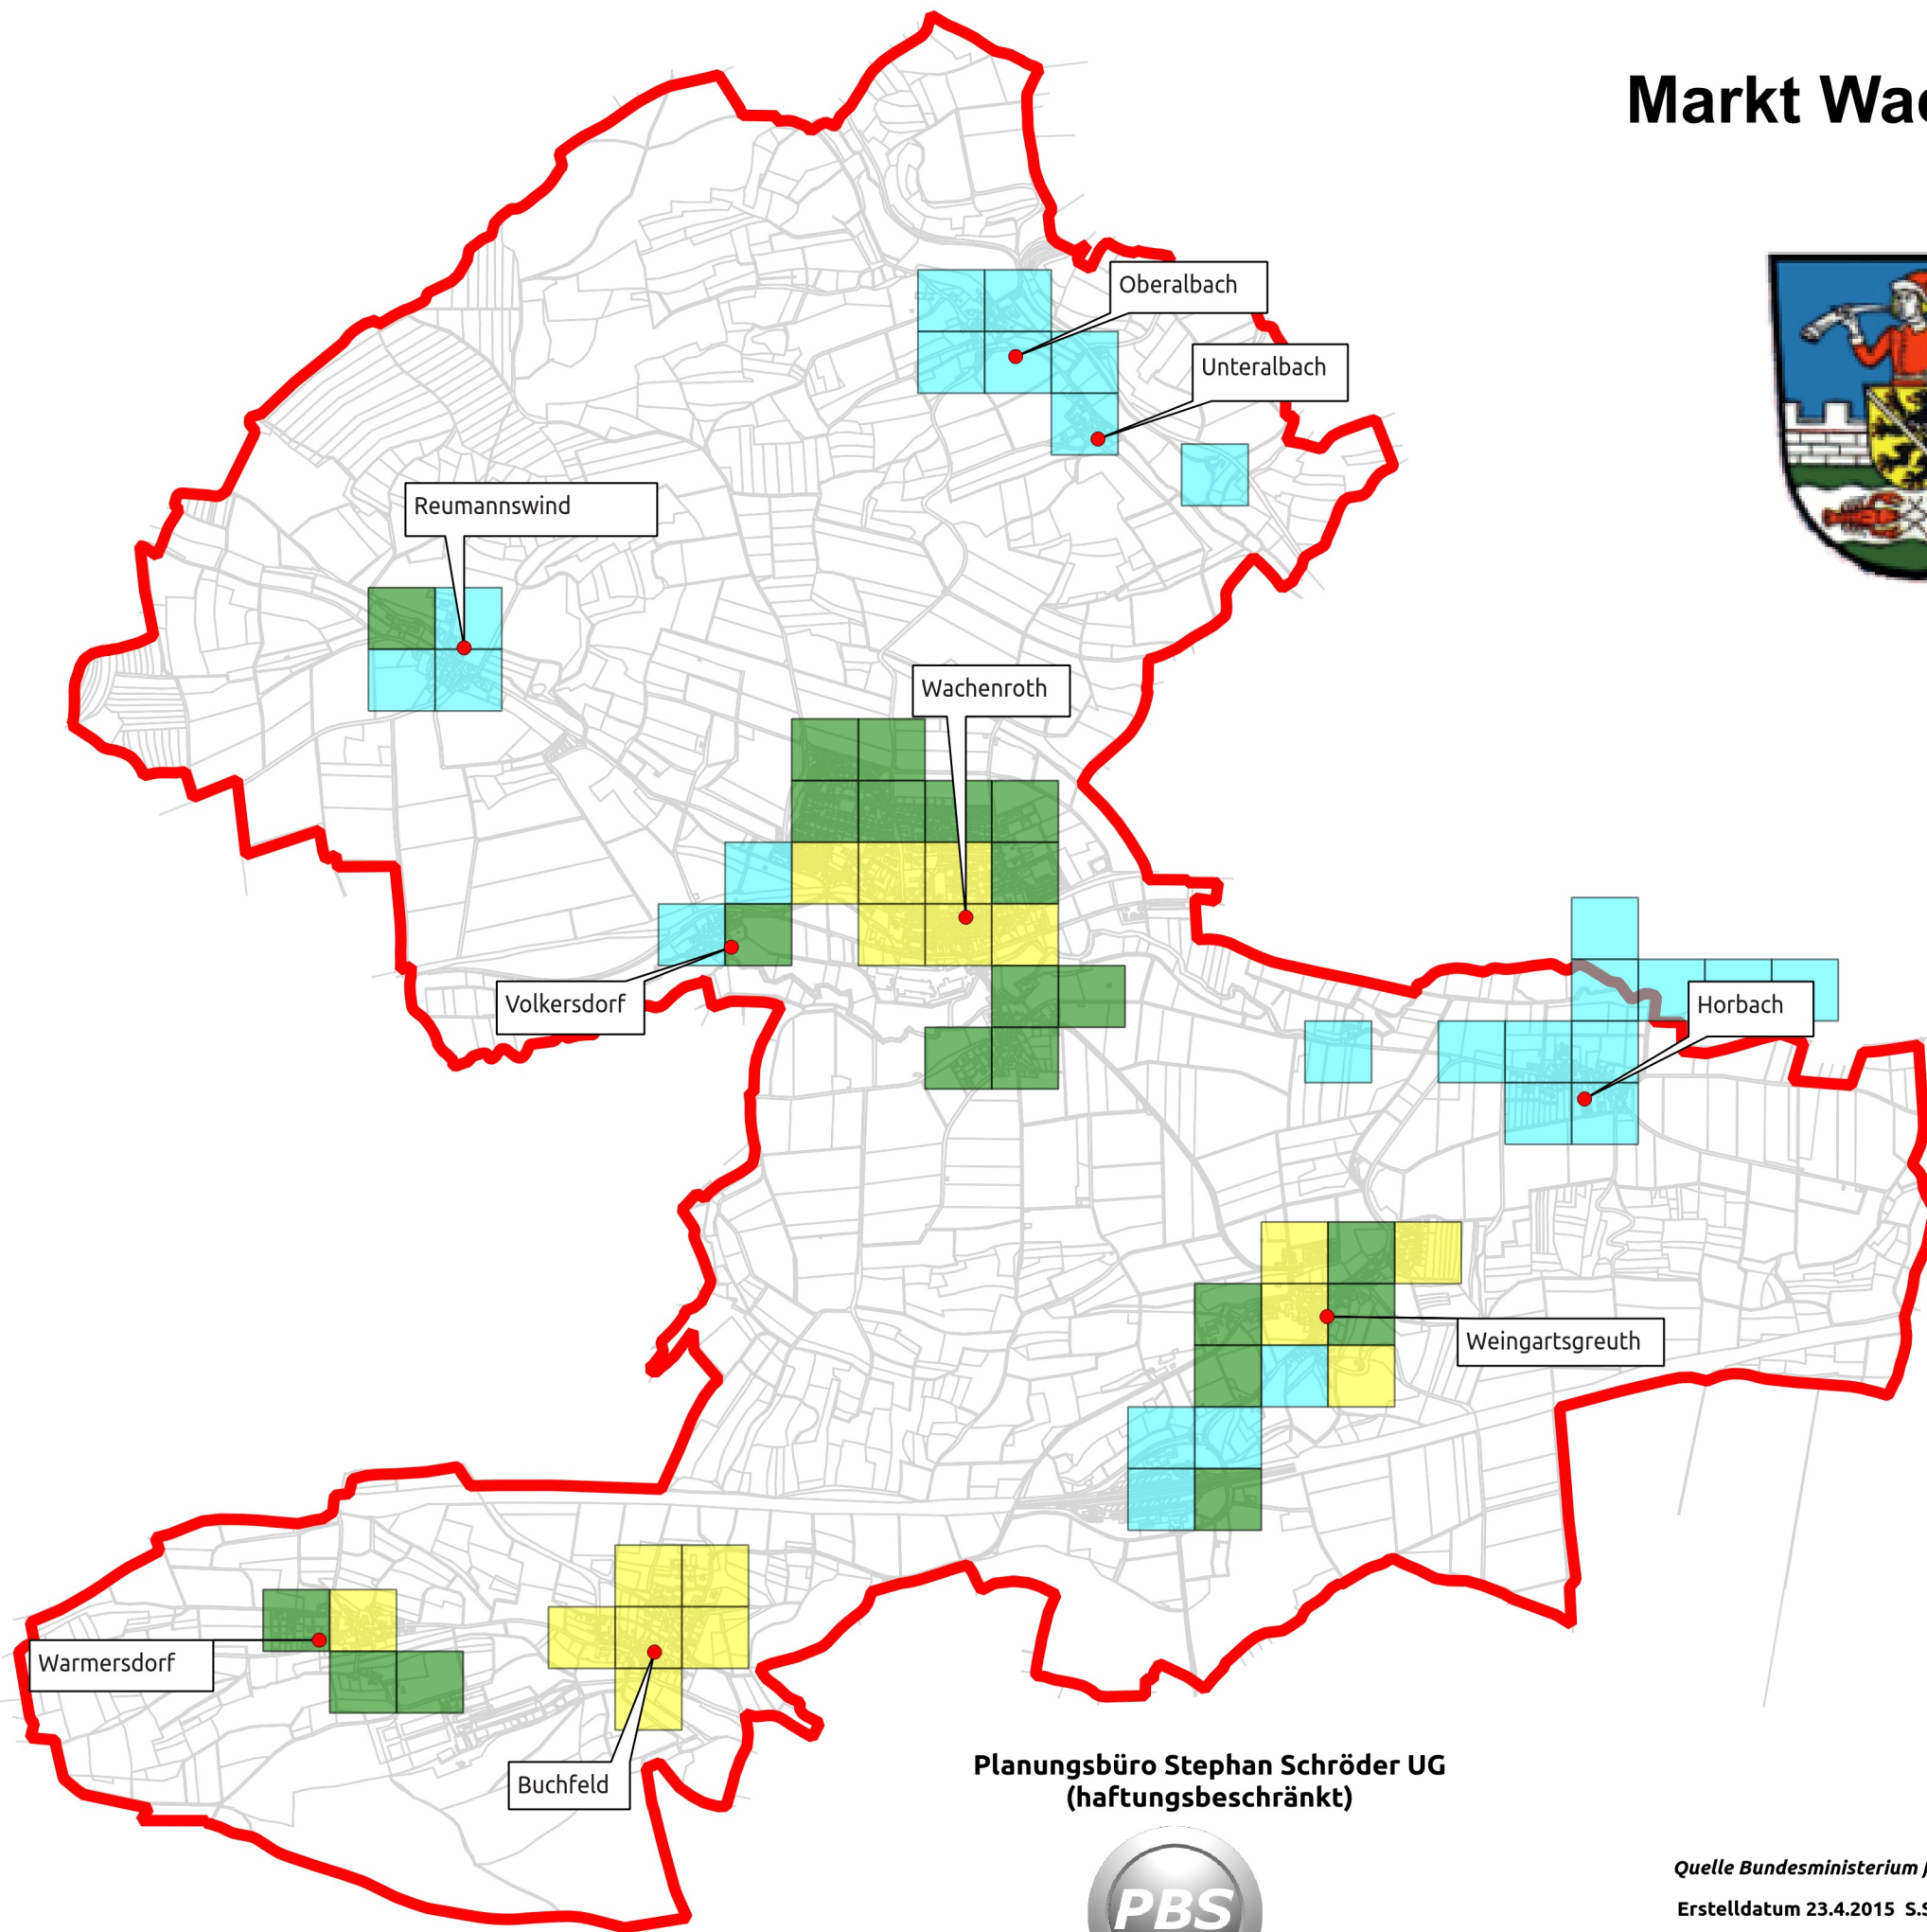 Markt
Oberalbach
Unteralbach
Reumannswind
Wachenroth
Volkersdorf
Horbach
Weingartsgreuth
Warmersdorf
Buchfeld
Planungsbüro Stephan Schröder UG
(haftungsbeschränkt)
PBS
Quelle Bundesministerium
Erstelldatum 23.4.2015